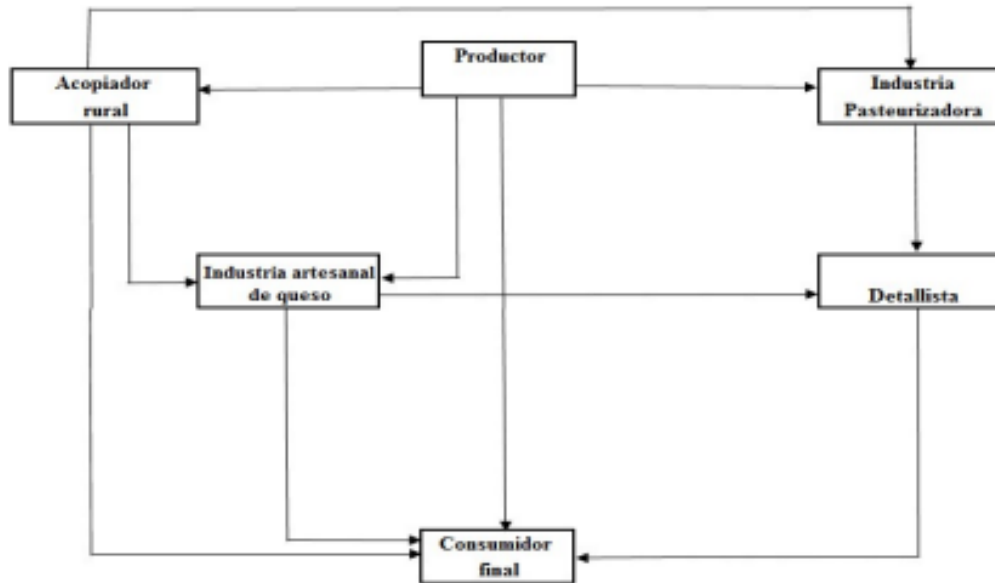 Productor
Acopiador
rural
Industria
Pasteurizadora
Industria artesanal
de queso
Detallista
Consumidor
final